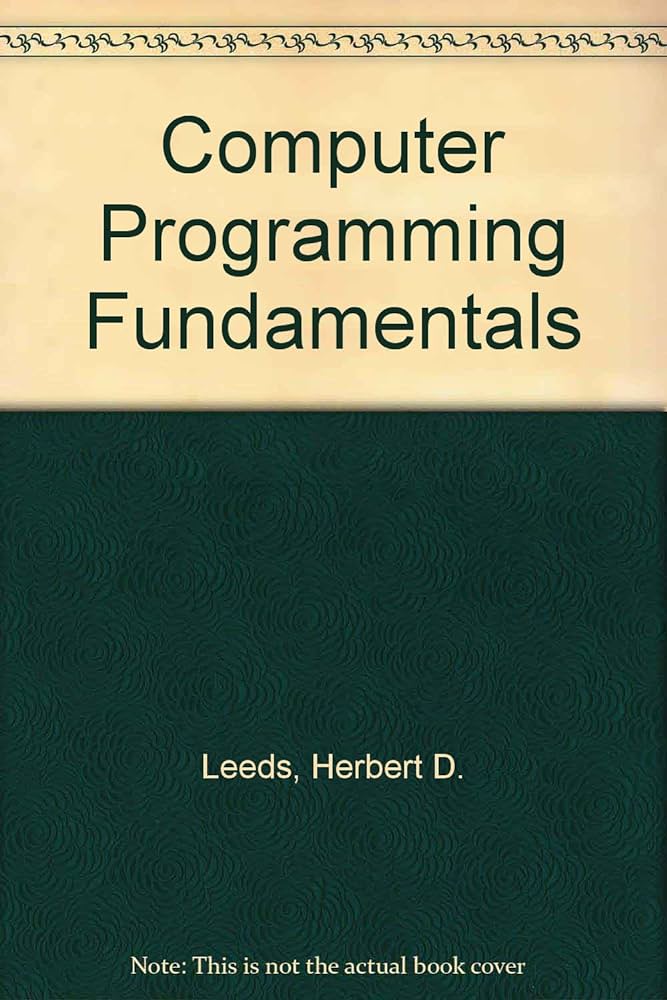 Computer
Programming
Fundamentals
Leeds, Herbert D.
Note: This is not the actual book cover